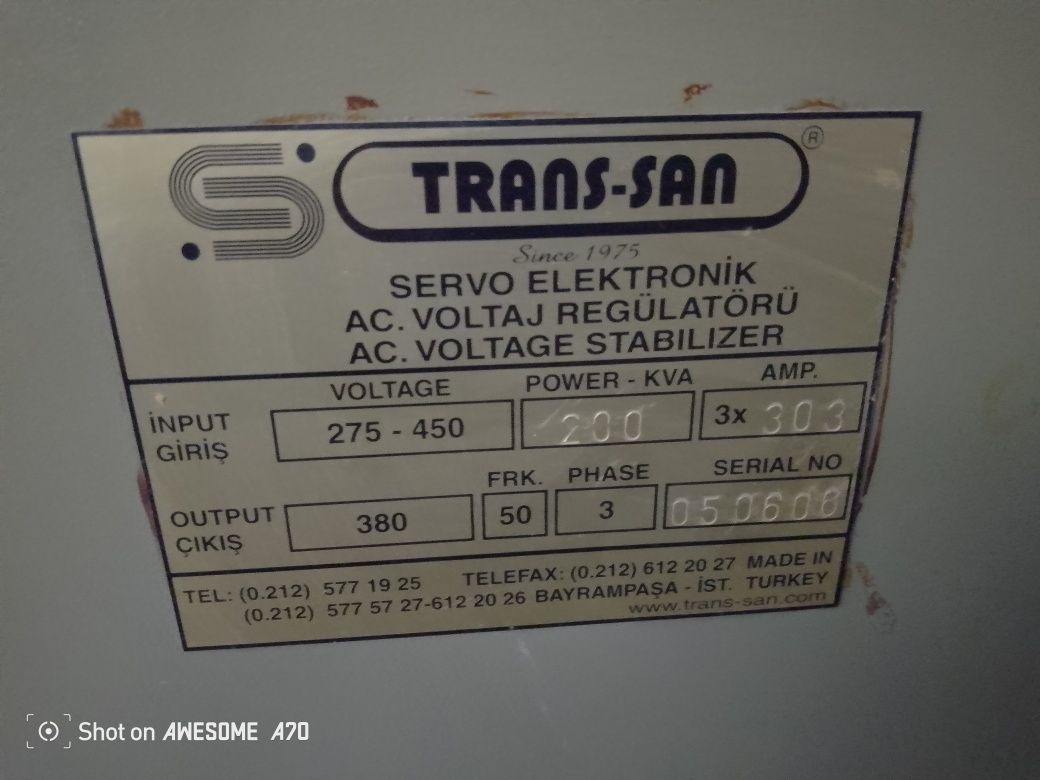 TRANS-SAN ®
Since 1975
SERVO ELEKTRONİK
AC. VOLTAJ REGÜLATÖRÜ
AC. VOLTAGE STABILIZER
VOLTAGE POWER - KVA AMP.
İNPUT
GİRİŞ
275 - 450 200 3x 303
FRK. PHASE SERIAL NO
OUTPUT
ÇIKIŞ
380 50 3 050608
TEL: (0.212) 577 19 25 TELEFAX: (0.212) 612 20 27 MADE IN
(0.212) 577 57 27-612 20 26 BAYRAMPAŞA - İST. TURKEY
www.trans-san.com
Shot on AWESOME A70